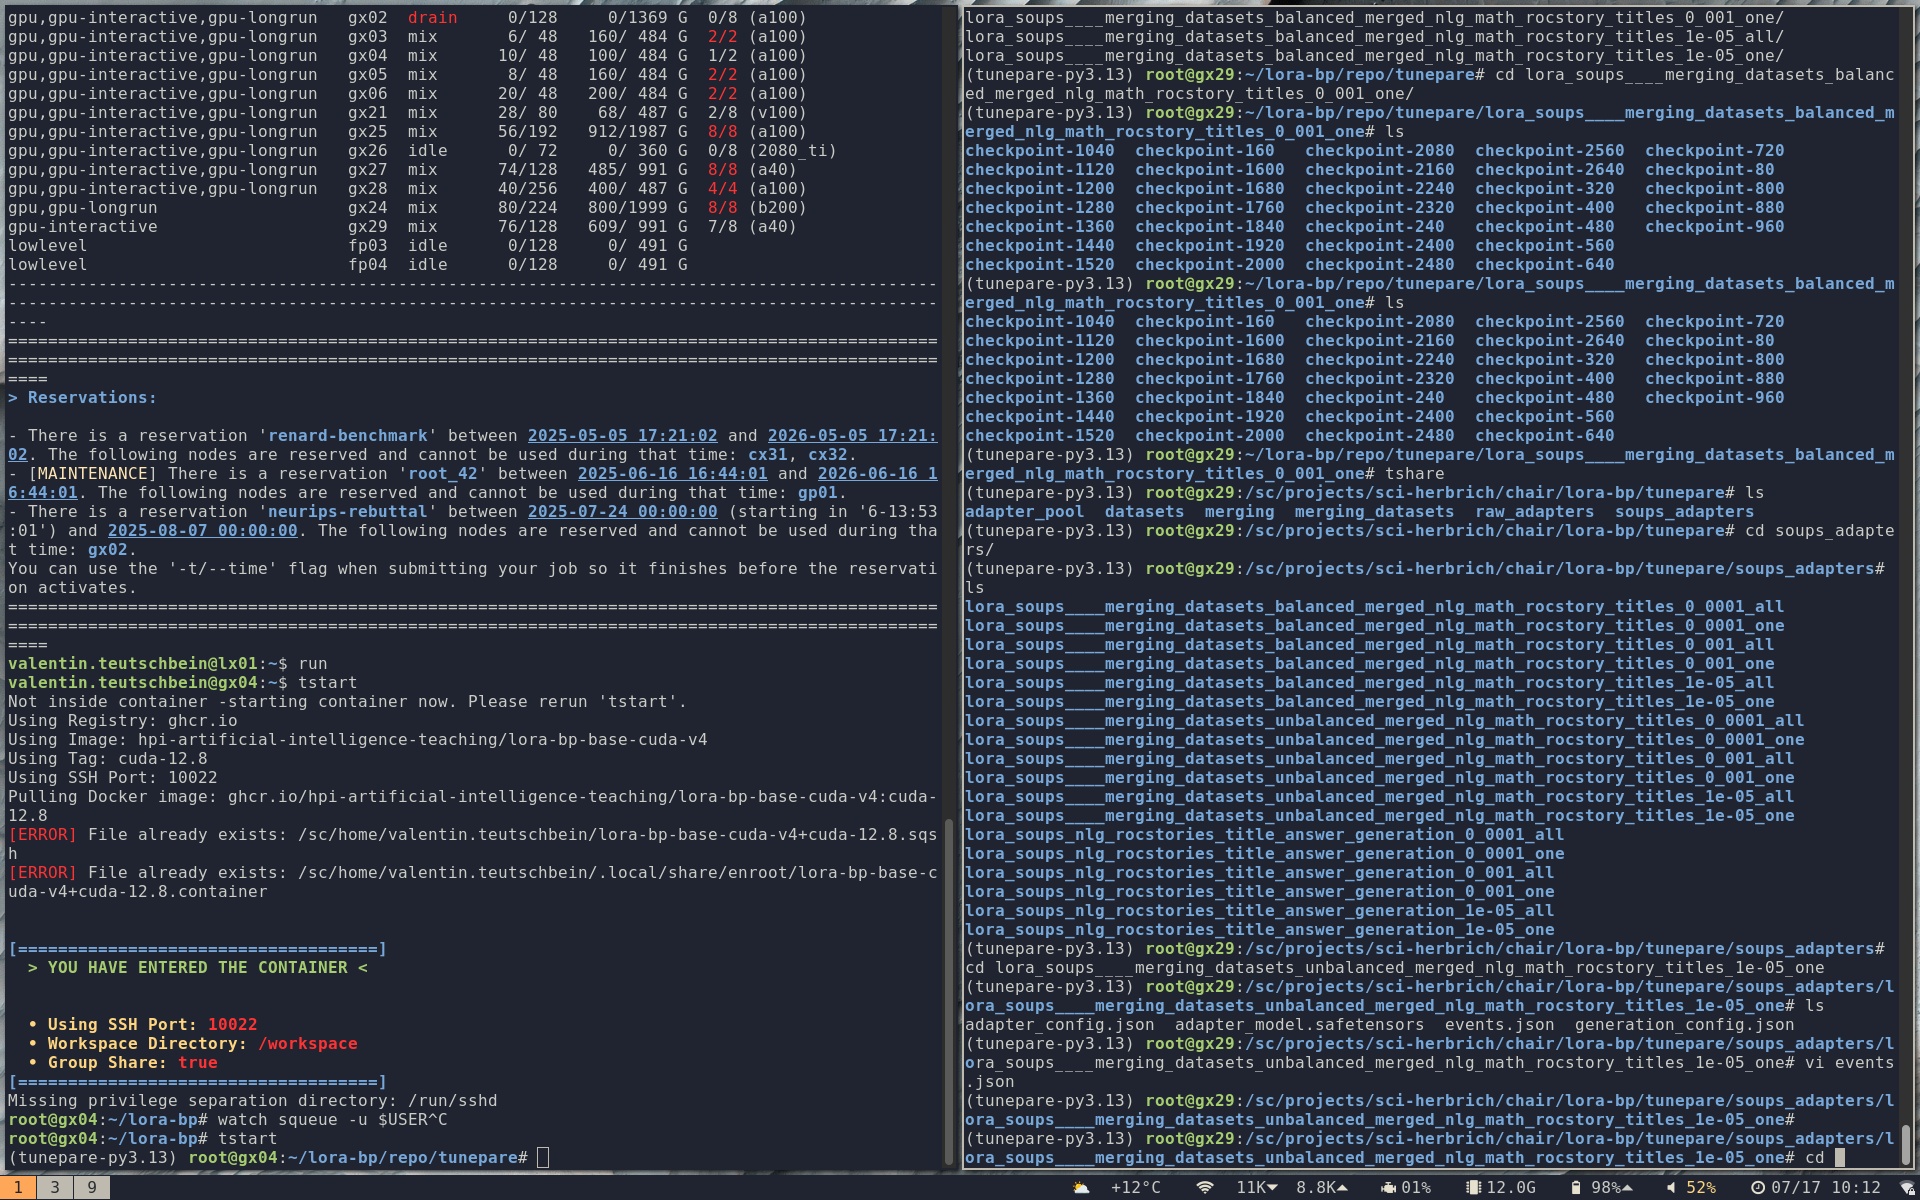 gpu,gpu-interactive,gpu-longrun   gx02  drain     0/128     0/1369 G  0/8 (a100)
gpu,gpu-interactive,gpu-longrun   gx03  mix       6/ 48   160/ 484 G  2/2 (a100)
gpu,gpu-interactive,gpu-longrun   gx04  mix      10/ 48   100/ 484 G  1/2 (a100)
gpu,gpu-interactive,gpu-longrun   gx05  mix       8/ 48   160/ 484 G  2/2 (a100)
gpu,gpu-interactive,gpu-longrun   gx06  mix      20/ 48   200/ 484 G  2/2 (a100)
gpu,gpu-interactive,gpu-longrun   gx21  mix      28/ 80    68/ 487 G  2/8 (v100)
gpu,gpu-interactive,gpu-longrun   gx25  mix      56/192   912/1987 G  8/8 (a100)
gpu,gpu-interactive,gpu-longrun   gx26  idle      0/ 72     0/ 360 G  0/8 (2080_ti)
gpu,gpu-interactive,gpu-longrun   gx27  mix      74/128   485/ 991 G  8/8 (a40)
gpu,gpu-interactive,gpu-longrun   gx28  mix      40/256   400/ 487 G  4/4 (a100)
gpu,gpu-longrun                   gx24  mix      80/224   800/1999 G  8/8 (b200)
gpu-interactive                   gx29  mix      76/128   609/ 991 G  7/8 (a40)
lowlevel                          fp03  idle      0/128     0/ 491 G
lowlevel                          fp04  idle      0/128     0/ 491 G
---------------------------------------------------------------------------------------------
---------------------------------------------------------------------------------------------
----
=============================================================================================
=============================================================================================
====
> Reservations:
- There is a reservation 'renard-benchmark' between 2025-05-05 17:21:02 and 2026-05-05 17:21:
02. The following nodes are reserved and cannot be used during that time: cx31, cx32.
- [MAINTENANCE] There is a reservation 'root_42' between 2025-06-16 16:44:01 and 2026-06-16 1
6:44:01. The following nodes are reserved and cannot be used during that time: gp01.
- There is a reservation 'neurips-rebuttal' between 2025-07-24 00:00:00 (starting in '6-13:53
:01') and 2025-08-07 00:00:00. The following nodes are reserved and cannot be used during tha
t time: gx02.
You can use the '-t/--time' flag when submitting your job so it finishes before the reservati
on activates.
=============================================================================================
=============================================================================================
====
valentin.teutschbein@lx01:~$ run
valentin.teutschbein@gx04:~$ tstart
Not inside container -starting container now. Please rerun 'tstart'.
Using Registry: ghcr.io
Using Image: hpi-artificial-intelligence-teaching/lora-bp-base-cuda-v4
Using Tag: cuda-12.8
Using SSH Port: 10022
Pulling Docker image: ghcr.io/hpi-artificial-intelligence-teaching/lora-bp-base-cuda-v4:cuda-
12.8
[ERROR] File already exists: /sc/home/valentin.teutschbein/lora-bp-base-cuda-v4+cuda-12.8.sqs
h
[ERROR] File already exists: /sc/home/valentin.teutschbein/.local/share/enroot/lora-bp-base-c
uda-v4+cuda-12.8.container
[====================================]
> YOU HAVE ENTERED THE CONTAINER <
• Using SSH Port: 10022
• Workspace Directory: /workspace
• Group Share: true
[====================================]
Missing privilege separation directory: /run/sshd
root@gx04:~/lora-bp# watch squeue -u $USER^C
root@gx04:~/lora-bp# tstart
(tunepare-py3.13) root@gx04:~/lora-bp/repo/tunepare#
lora_soups____merging_datasets_balanced_merged_nlg_math_rocstory_titles_0_001_one/
lora_soups____merging_datasets_balanced_merged_nlg_math_rocstory_titles_1e-05_all/
lora_soups____merging_datasets_balanced_merged_nlg_math_rocstory_titles_1e-05_one/
(tunepare-py3.13) root@gx29:~/lora-bp/repo/tunepare# cd lora_soups____merging_datasets_balanc
ed_merged_nlg_math_rocstory_titles_0_001_one/
(tunepare-py3.13) root@gx29:~/lora-bp/repo/tunepare/lora_soups____merging_datasets_balanced_m
erged_nlg_math_rocstory_titles_0_001_one# ls
checkpoint-1040  checkpoint-160   checkpoint-2080  checkpoint-2560  checkpoint-720
checkpoint-1120  checkpoint-1600  checkpoint-2160  checkpoint-2640  checkpoint-80
checkpoint-1200  checkpoint-1680  checkpoint-2240  checkpoint-320   checkpoint-800
checkpoint-1280  checkpoint-1760  checkpoint-2320  checkpoint-400   checkpoint-880
checkpoint-1360  checkpoint-1840  checkpoint-240   checkpoint-480   checkpoint-960
checkpoint-1440  checkpoint-1920  checkpoint-2400  checkpoint-560
checkpoint-1520  checkpoint-2000  checkpoint-2480  checkpoint-640
(tunepare-py3.13) root@gx29:~/lora-bp/repo/tunepare/lora_soups____merging_datasets_balanced_m
erged_nlg_math_rocstory_titles_0_001_one# ls
checkpoint-1040  checkpoint-160   checkpoint-2080  checkpoint-2560  checkpoint-720
checkpoint-1120  checkpoint-1600  checkpoint-2160  checkpoint-2640  checkpoint-80
checkpoint-1200  checkpoint-1680  checkpoint-2240  checkpoint-320   checkpoint-800
checkpoint-1280  checkpoint-1760  checkpoint-2320  checkpoint-400   checkpoint-880
checkpoint-1360  checkpoint-1840  checkpoint-240   checkpoint-480   checkpoint-960
checkpoint-1440  checkpoint-1920  checkpoint-2400  checkpoint-560
checkpoint-1520  checkpoint-2000  checkpoint-2480  checkpoint-640
(tunepare-py3.13) root@gx29:~/lora-bp/repo/tunepare/lora_soups____merging_datasets_balanced_m
erged_nlg_math_rocstory_titles_0_001_one# tshare
(tunepare-py3.13) root@gx29:/sc/projects/sci-herbrich/chair/lora-bp/tunepare# ls
adapter_pool  datasets  merging  merging_datasets  raw_adapters  soups_adapters
(tunepare-py3.13) root@gx29:/sc/projects/sci-herbrich/chair/lora-bp/tunepare# cd soups_adapte
rs/
(tunepare-py3.13) root@gx29:/sc/projects/sci-herbrich/chair/lora-bp/tunepare/soups_adapters#
ls
lora_soups____merging_datasets_balanced_merged_nlg_math_rocstory_titles_0_0001_all
lora_soups____merging_datasets_balanced_merged_nlg_math_rocstory_titles_0_0001_one
lora_soups____merging_datasets_balanced_merged_nlg_math_rocstory_titles_0_001_all
lora_soups____merging_datasets_balanced_merged_nlg_math_rocstory_titles_0_001_one
lora_soups____merging_datasets_balanced_merged_nlg_math_rocstory_titles_1e-05_all
lora_soups____merging_datasets_balanced_merged_nlg_math_rocstory_titles_1e-05_one
lora_soups____merging_datasets_unbalanced_merged_nlg_math_rocstory_titles_0_0001_all
lora_soups____merging_datasets_unbalanced_merged_nlg_math_rocstory_titles_0_0001_one
lora_soups____merging_datasets_unbalanced_merged_nlg_math_rocstory_titles_0_001_all
lora_soups____merging_datasets_unbalanced_merged_nlg_math_rocstory_titles_0_001_one
lora_soups____merging_datasets_unbalanced_merged_nlg_math_rocstory_titles_1e-05_all
lora_soups____merging_datasets_unbalanced_merged_nlg_math_rocstory_titles_1e-05_one
lora_soups_nlg_rocstories_title_answer_generation_0_0001_all
lora_soups_nlg_rocstories_title_answer_generation_0_0001_one
lora_soups_nlg_rocstories_title_answer_generation_0_001_all
lora_soups_nlg_rocstories_title_answer_generation_0_001_one
lora_soups_nlg_rocstories_title_answer_generation_1e-05_all
lora_soups_nlg_rocstories_title_answer_generation_1e-05_one
(tunepare-py3.13) root@gx29:/sc/projects/sci-herbrich/chair/lora-bp/tunepare/soups_adapters#
cd lora_soups____merging_datasets_unbalanced_merged_nlg_math_rocstory_titles_1e-05_one
(tunepare-py3.13) root@gx29:/sc/projects/sci-herbrich/chair/lora-bp/tunepare/soups_adapters/l
ora_soups____merging_datasets_unbalanced_merged_nlg_math_rocstory_titles_1e-05_one# ls
adapter_config.json  adapter_model.safetensors  events.json  generation_config.json
(tunepare-py3.13) root@gx29:/sc/projects/sci-herbrich/chair/lora-bp/tunepare/soups_adapters/l
ora_soups____merging_datasets_unbalanced_merged_nlg_math_rocstory_titles_1e-05_one# vi events
.json
(tunepare-py3.13) root@gx29:/sc/projects/sci-herbrich/chair/lora-bp/tunepare/soups_adapters/l
ora_soups____merging_datasets_unbalanced_merged_nlg_math_rocstory_titles_1e-05_one#
(tunepare-py3.13) root@gx29:/sc/projects/sci-herbrich/chair/lora-bp/tunepare/soups_adapters/l
ora_soups____merging_datasets_unbalanced_merged_nlg_math_rocstory_titles_1e-05_one# cd
1 3 9 +12°C 11K 8.8K 01% 12.0G 98% 52% 07/17 10:12